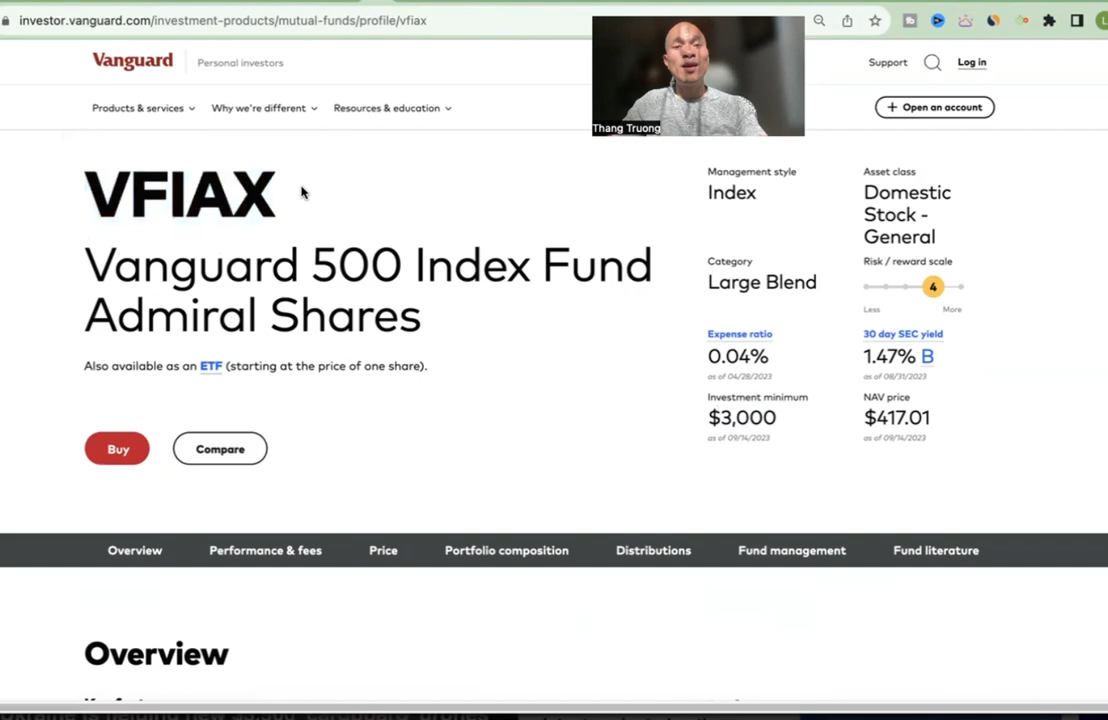 investor.vanguard.com/investment-products/mutual-funds/profile/vfiax
Vanguard
Personal investors
Support
Log in
Products & services
Why we're different
Resources & education
+ Open an account
Thang Truong
VFIAX
Vanguard 500 Index Fund
Admiral Shares
Also available as an ETF (starting at the price of one share).
Buy
Compare
Management style
Index
Asset class
Domestic
Stock -
General
Category
Large Blend
Risk / reward scale
4
Less
More
Expense ratio
0.04%
as of 04/28/2023
30 day SEC yield
1.47% B
as of 08/31/2023
Investment minimum
$3,000
as of 09/14/2023
NAV price
$417.01
as of 09/14/2023
Overview
Performance & fees
Price
Portfolio composition
Distributions
Fund management
Fund literature
Overview